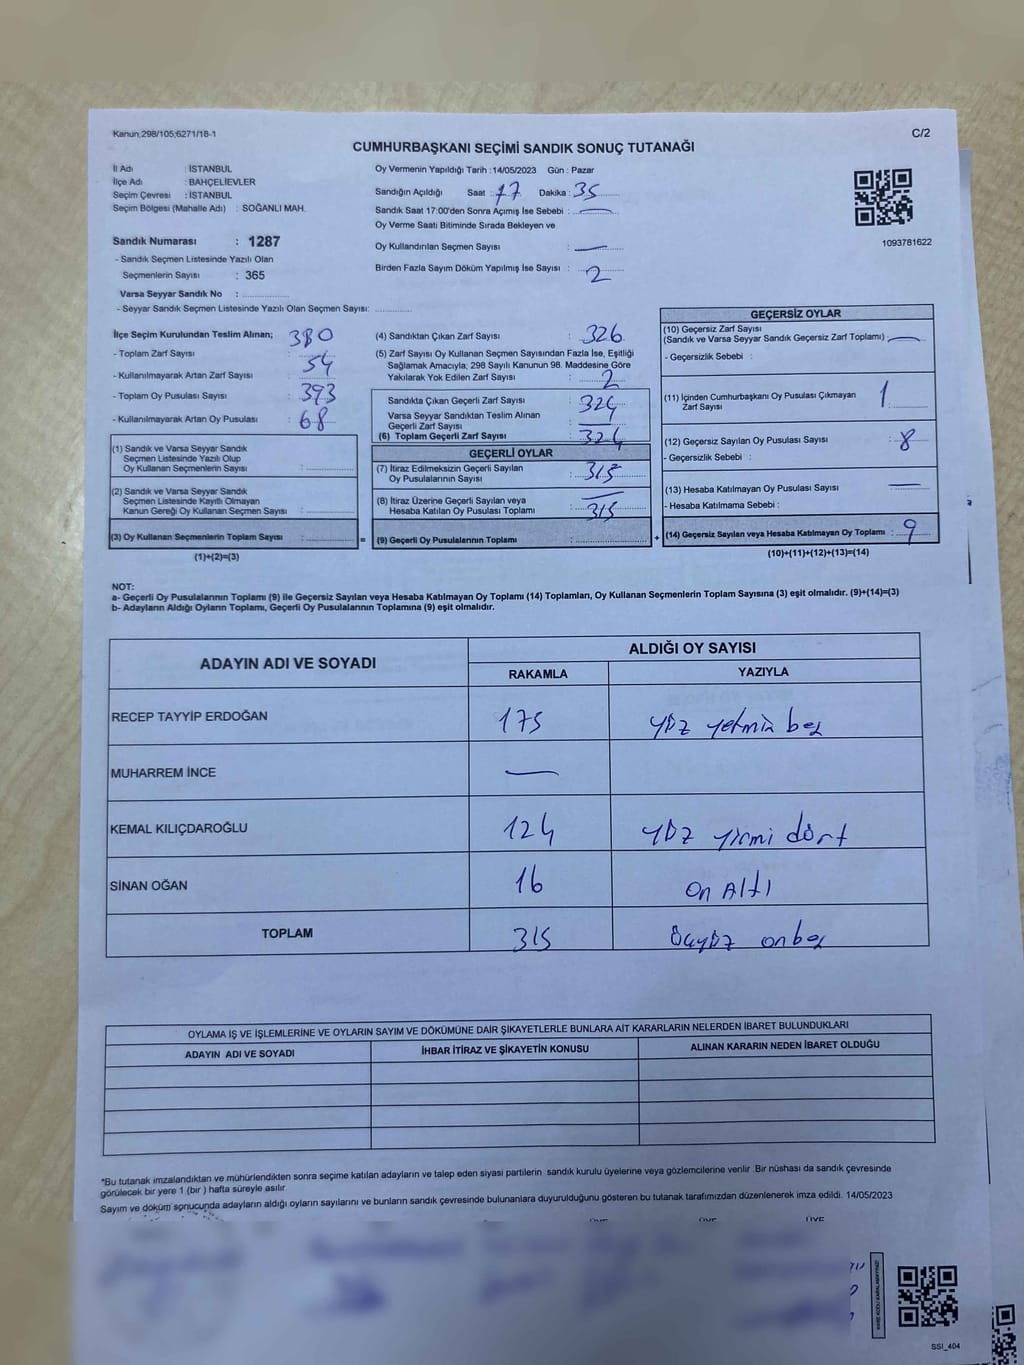 Kanun;298/105;6271/18-1
C/2
CUMHURBAŞKANI SEÇİMİ SANDIK SONUÇ TUTANAĞI
İl Adı : İSTANBUL
İlçe Adı : BAHÇELİEVLER
Seçim Çevresi : İSTANBUL
Seçim Bölgesi (Mahalle Adı) : SOĞANLI MAH.
Sandık Numarası : 1287
- Sandık Seçmen Listesinde Yazılı Olan
Seçmenlerin Sayısı : 365
Varsa Seyyar Sandık No :
- Seyyar Sandık Seçmen Listesinde Yazılı Olan Seçmen Sayısı:
Oy Vermenin Yapıldığı Tarih :14/05/2023 Gün : Pazar
Sandığın Açıldığı Saat : 17 Dakika : 35
Sandık Saat 17:00'den Sonra Açımış İse Sebebi : —
Oy Verme Saati Bitiminde Sırada Bekleyen ve
Oy Kullandırılan Seçmen Sayısı : —
Birden Fazla Sayım Döküm Yapılmış İse Sayısı : 2
1093781622
İlçe Seçim Kurulundan Teslim Alınan;
- Toplam Zarf Sayısı : 380
- Kullanılmayarak Artan Zarf Sayısı : 54
- Toplam Oy Pusulası Sayısı : 393
- Kullanılmayarak Artan Oy Pusulası : 68
(1) Sandık ve Varsa Seyyar Sandık
Seçmen Listesinde Yazılı Olup
Oy Kullanan Seçmenlerin Sayısı :
(2) Sandık ve Varsa Seyyar Sandık
Seçmen Listesinde Kayıtlı Olmayan
Kanun Gereği Oy Kullanan Seçmen Sayısı :
(3) Oy Kullanan Seçmenlerin Toplam Sayısı :
(1)+(2)=(3)
(4) Sandıktan Çıkan Zarf Sayısı : 326
(5) Zarf Sayısı Oy Kullanan Seçmen Sayısından Fazla İse, Eşitliği
Sağlamak Amacıyla; 298 Sayılı Kanunun 98. Maddesine Göre
Yakılarak Yok Edilen Zarf Sayısı : 2
Sandıkta Çıkan Geçerli Zarf Sayısı : 324
Varsa Seyyar Sandıktan Teslim Alınan
Geçerli Zarf Sayısı : —
(6) Toplam Geçerli Zarf Sayısı : 324
GEÇERLİ OYLAR
(7) İtiraz Edilmeksizin Geçerli Sayılan
Oy Pusulalarının Sayısı : 315
(8) İtiraz Üzerine Geçerli Sayılan veya
Hesaba Katılan Oy Pusulası Toplamı : —
315
= (9) Geçerli Oy Pusulalarının Toplamı :
GEÇERSİZ OYLAR
(10) Geçersiz Zarf Sayısı
(Sandık ve Varsa Seyyar Sandık Geçersiz Zarf Toplamı) : —
- Geçersizlik Sebebi :
(11) İçinden Cumhurbaşkanı Oy Pusulası Çıkmayan
Zarf Sayısı : 1
(12) Geçersiz Sayılan Oy Pusulası Sayısı : 8
- Geçersizlik Sebebi :
(13) Hesaba Katılmayan Oy Pusulası Sayısı : —
- Hesaba Katılmama Sebebi :
+ (14) Geçersiz Sayılan veya Hesaba Katılmayan Oy Toplamı : 9
(10)+(11)+(12)+(13)=(14)
NOT:
a- Geçerli Oy Pusulalarının Toplamı (9) ile Geçersiz Sayılan veya Hesaba Katılmayan Oy Toplamı (14) Toplamları, Oy Kullanan Seçmenlerin Toplam Sayısına (3) eşit olmalıdır. (9)+(14)=(3)
b- Adayların Aldığı Oyların Toplamı, Geçerli Oy Pusulalarının Toplamına (9) eşit olmalıdır.
ADAYIN ADI VE SOYADI
ALDIĞI OY SAYISI
RAKAMLA YAZIYLA
RECEP TAYYİP ERDOĞAN 175 yüz yetmiş beş
MUHARREM İNCE —
KEMAL KILIÇDAROĞLU 124 yüz yirmi dört
SİNAN OĞAN 16 on Altı
TOPLAM 315 üçyüz onbeş
OYLAMA İŞ VE İŞLEMLERİNE VE OYLARIN SAYIM VE DÖKÜMÜNE DAİR ŞİKAYETLERLE BUNLARA AİT KARARLARIN NELERDEN İBARET BULUNDUKLARI
ADAYIN ADI VE SOYADI İHBAR İTİRAZ VE ŞİKAYETİN KONUSU ALINAN KARARIN NEDEN İBARET OLDUĞU
*Bu tutanak imzalandıktan ve mühürlendikten sonra seçime katılan adayların ve talep eden siyasi partilerin sandık kurulu üyelerine veya gözlemcilerine verilir .Bir nüshası da sandık çevresinde
görülecek bir yere 1 (bir ) hafta süreyle asılır.
Sayım ve döküm sonucunda adayların aldığı oyların sayılarını ve bunların sandık çevresinde bulunanlara duyurulduğunu gösteren bu tutanak tarafımızdan düzenlenerek imza edildi. 14/05/2023
ÜYE ÜYE ÜYE
SSİ_404